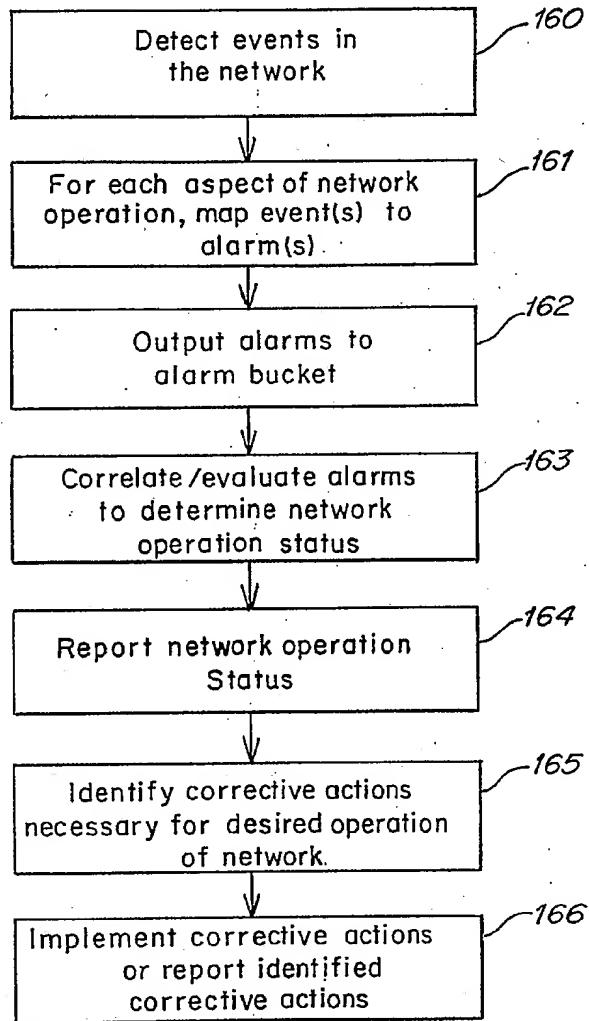 Detect events in
the network
160
For each aspect of network
operation, map event(s) to
alarm(s)
161
Output alarms to
alarm bucket
162
Correlate/evaluate alarms
to determine network
operation status
163
Report network operation
Status
164
Identify corrective actions
necessary for desired operation
of network.
165
Implement corrective actions
or report identified
corrective actions
166